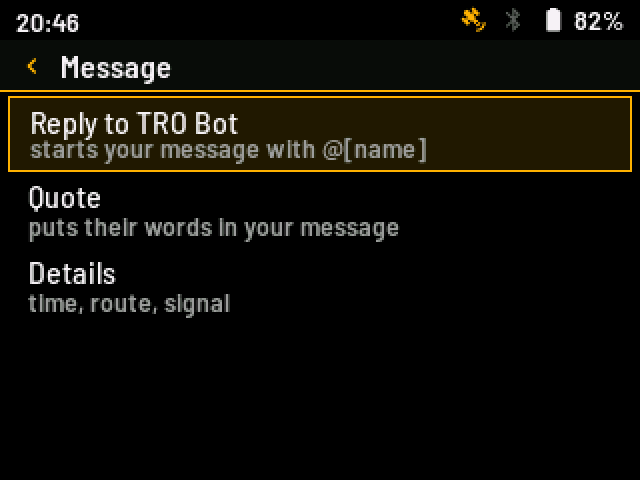 20:46
82%
Message
Reply to TRO Bot
starts your message with @[name]
Quote
puts their words in your message
Details
time, route, signal